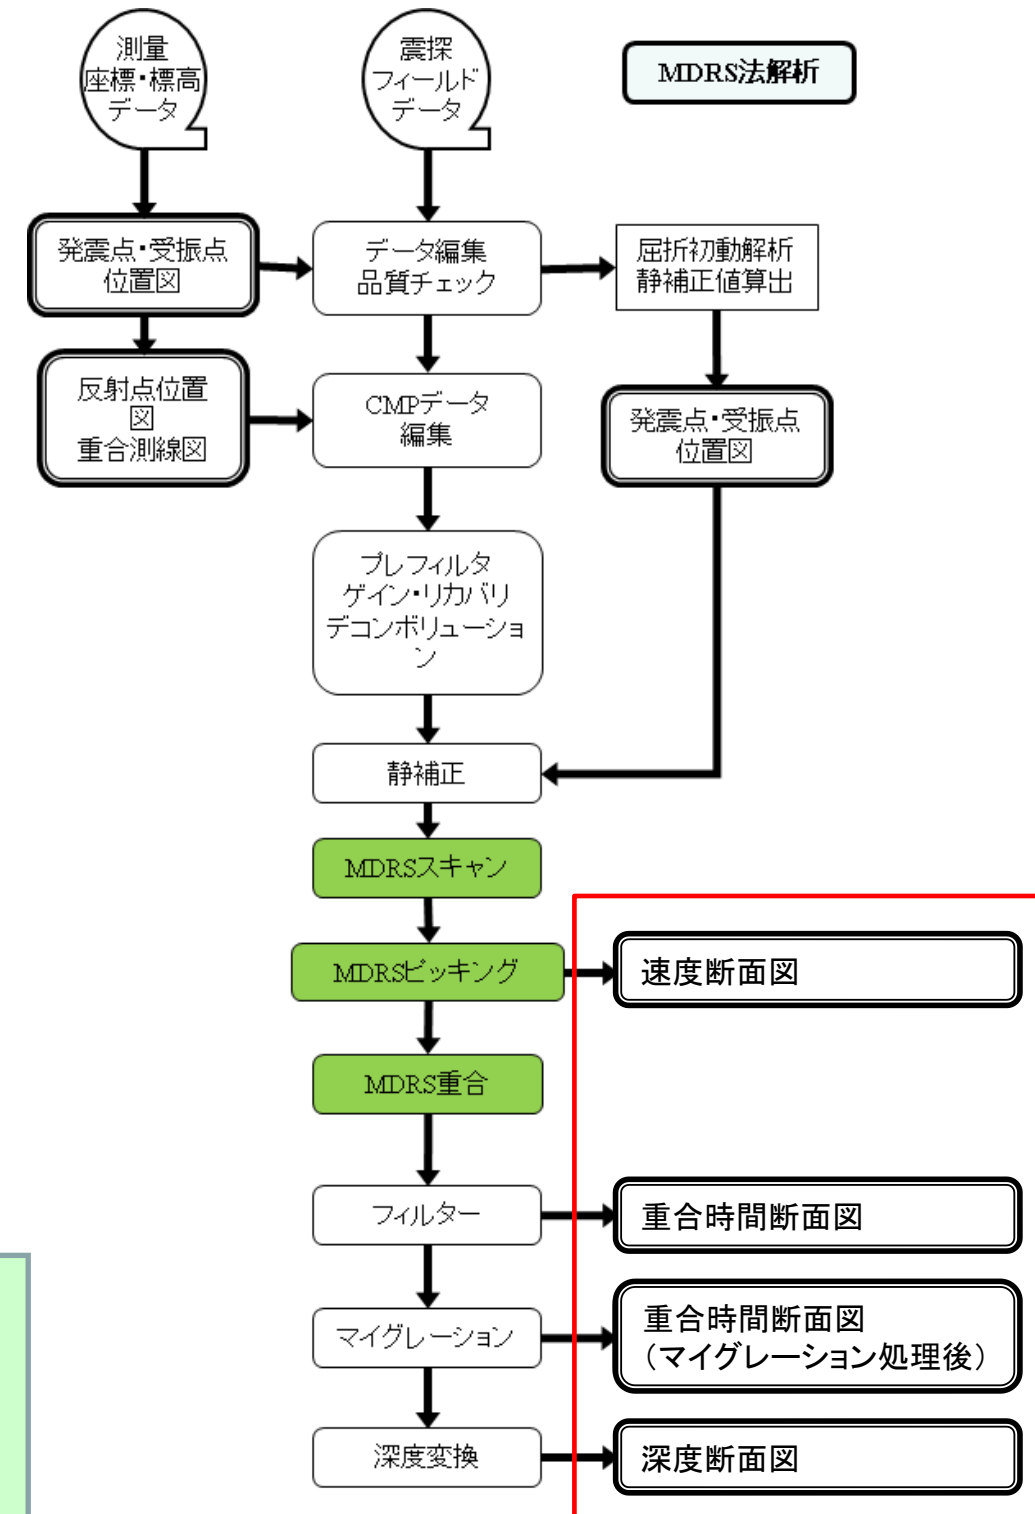 測量
座標・標高
データ
震探
フィールド
データ
MDRS法解析
発震点・受振点
位置図
データ編集
品質チェック
屈折初動解析
静補正値算出
反射点位置
図
重合測線図
CMPデータ
編集
発震点・受振点
位置図
プレフィルタ
ゲイン・リカバリ
デコンボリューショ
ン
静補正
MDRSスキャン
MDRSピッキング
速度断面図
MDRS重合
フィルター
重合時間断面図
マイグレーション
重合時間断面図
（マイグレーション処理後）
深度変換
深度断面図